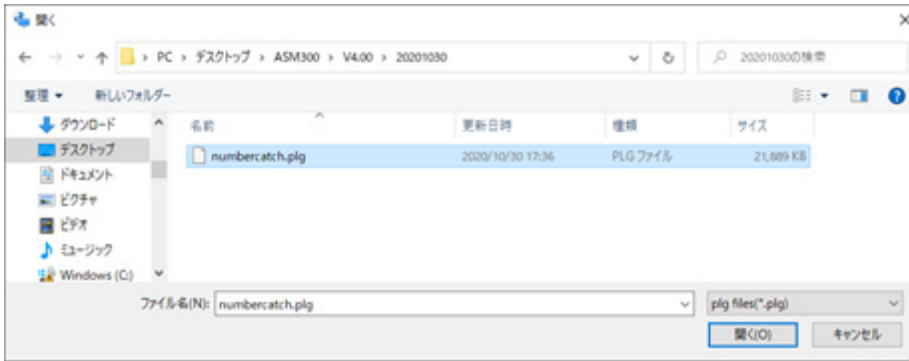 開く
PC › デスクトップ › ASM300 › V4.00 › 20201030
20201030の検索
整理 新しいフォルダー
名前 更新日時 種類 サイズ
numbercatch.plg 2020/10/30 17:36 PLG ファイル 21,889 KB
ダウンロード
デスクトップ
ドキュメント
ピクチャ
ビデオ
ミュージック
Windows (C:)
ファイル名(N): numbercatch.plg plg files(*.plg)
開く(O) キャンセル